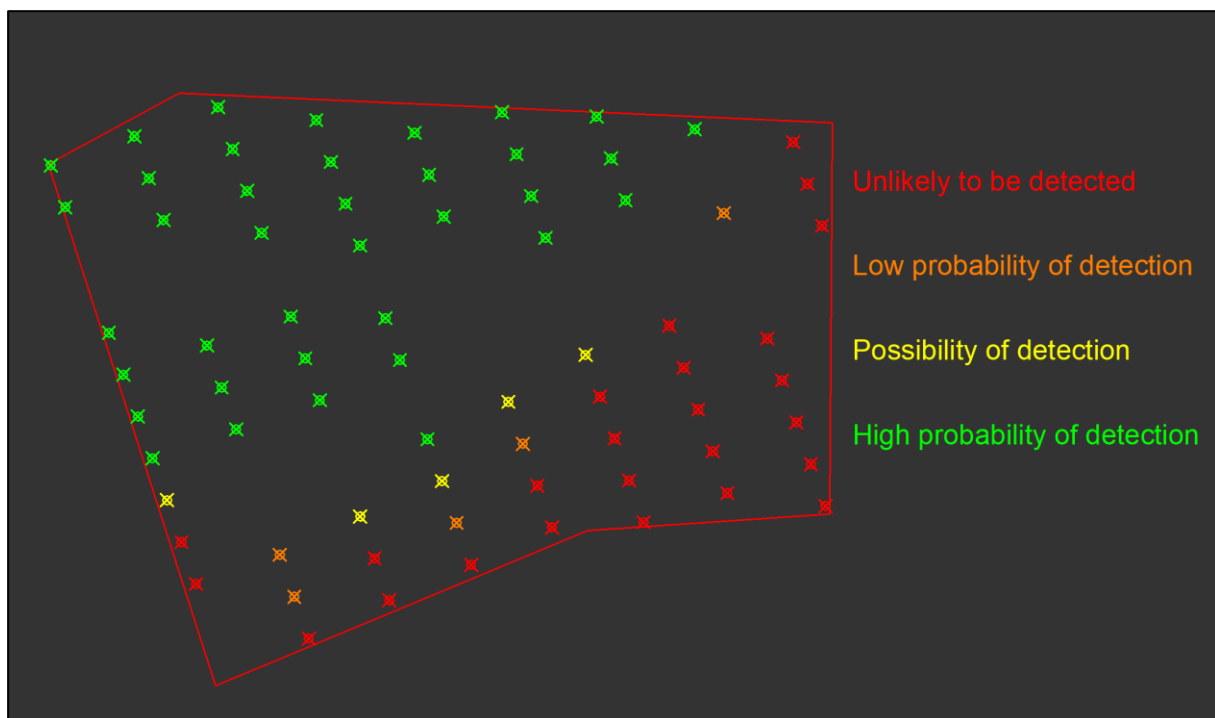 Unlikely to be detected
Low probability of detection
Possibility of detection
High probability of detection